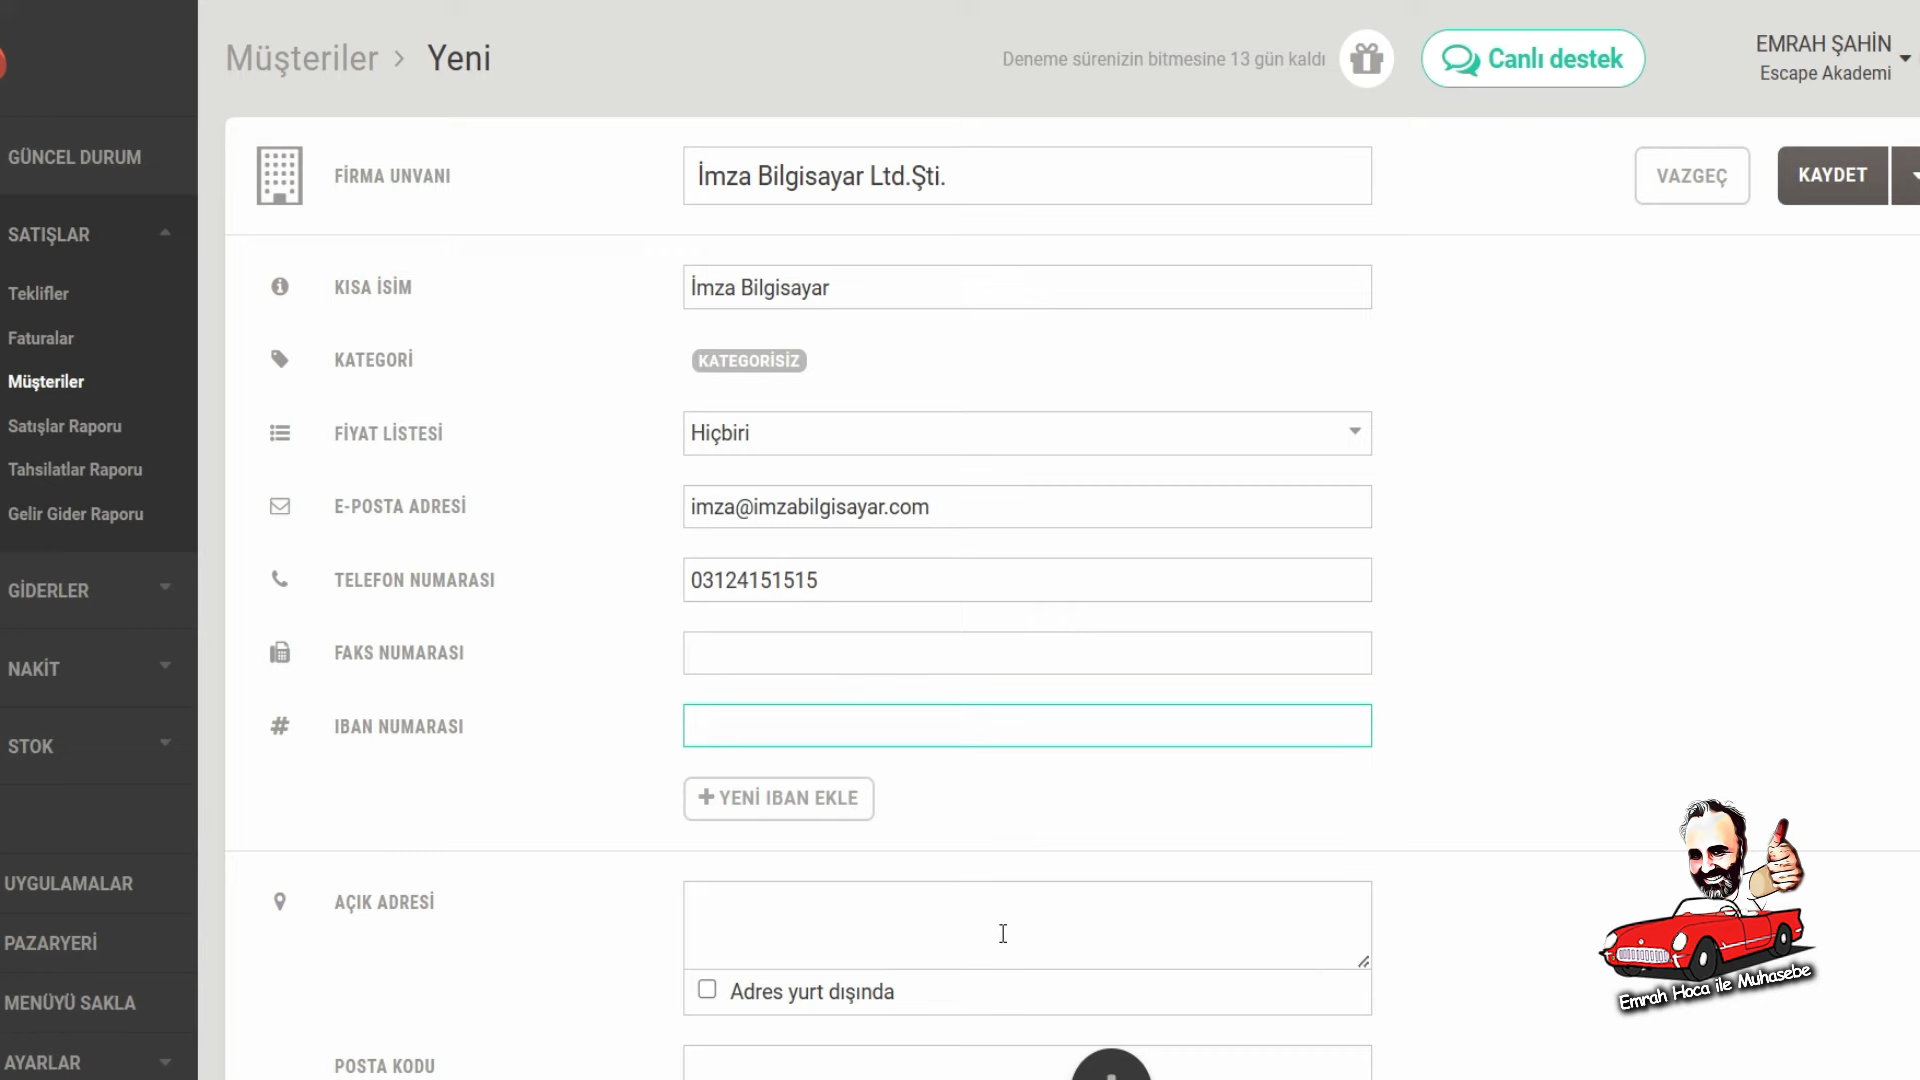 Müşteriler > Yeni
Deneme sürenizin bitmesine 13 gün kaldı
Canlı destek
EMRAH ŞAHİN
Escape Akademi
GÜNCEL DURUM
SATIŞLAR
Teklifler
Faturalar
Müşteriler
Satışlar Raporu
Tahsilatlar Raporu
Gelir Gider Raporu
GİDERLER
NAKİT
STOK
UYGULAMALAR
PAZARYERİ
MENÜYÜ SAKLA
AYARLAR
FİRMA UNVANI
İmza Bilgisayar Ltd.Şti.
VAZGEÇ
KAYDET
KISA İSİM
İmza Bilgisayar
KATEGORİ
KATEGORİSİZ
FİYAT LİSTESİ
Hiçbiri
E-POSTA ADRESİ
imza@imzabilgisayar.com
TELEFON NUMARASI
03124151515
FAKS NUMARASI
# IBAN NUMARASI
+ YENİ IBAN EKLE
AÇIK ADRESİ
Adres yurt dışında
POSTA KODU
Emrah Hoca ile Muhasebe